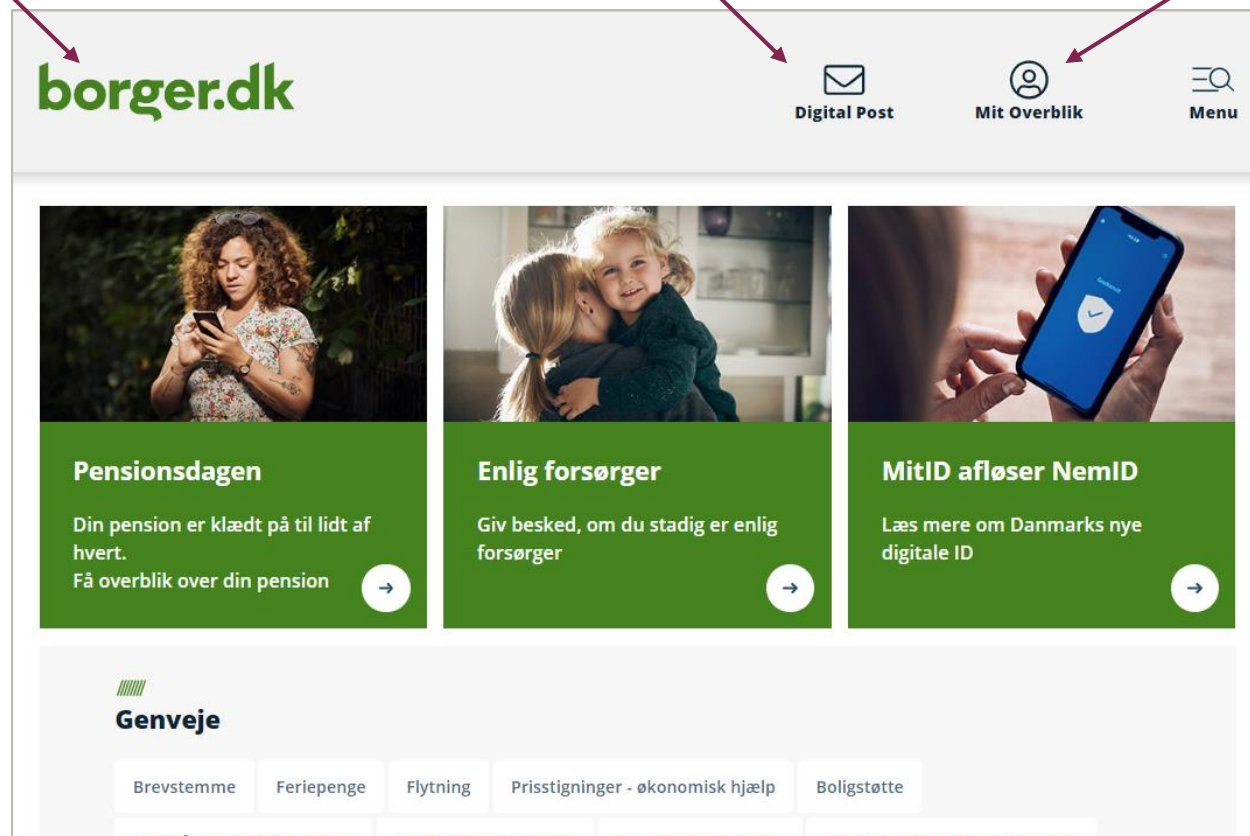 borger.dk
Digital Post
Mit Overblik
Menu
Pensionsdagen
Din pension er klædt på til lidt af
hvert.
Få overblik over din pension
Enlig forsørger
Giv besked, om du stadig er enlig
forsørger
MitID afløser NemID
Læs mere om Danmarks nye
digitale ID
Genveje
Brevstemme Feriepenge Flytning Prisstigninger - økonomisk hjælp Boligstøtte